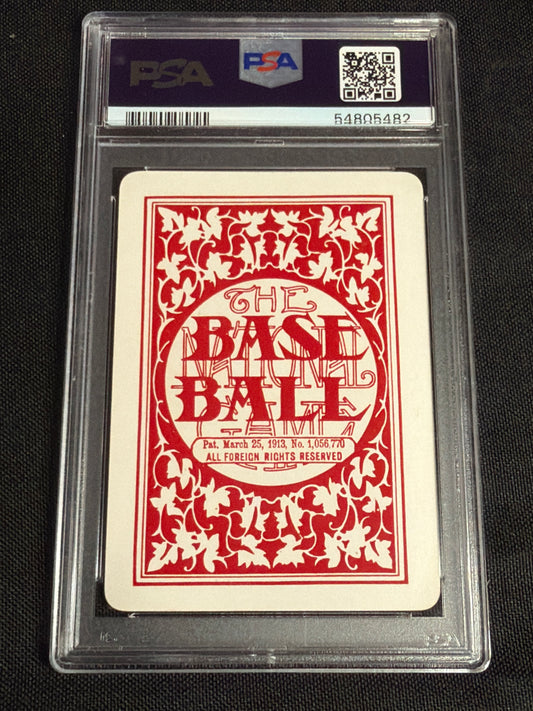 PSA PSA
54805482
THE
BASE
NATIONAL
BALL
GAME
Pat. March 25, 1913, No. 1,056,770
ALL FOREIGN RIGHTS RESERVED